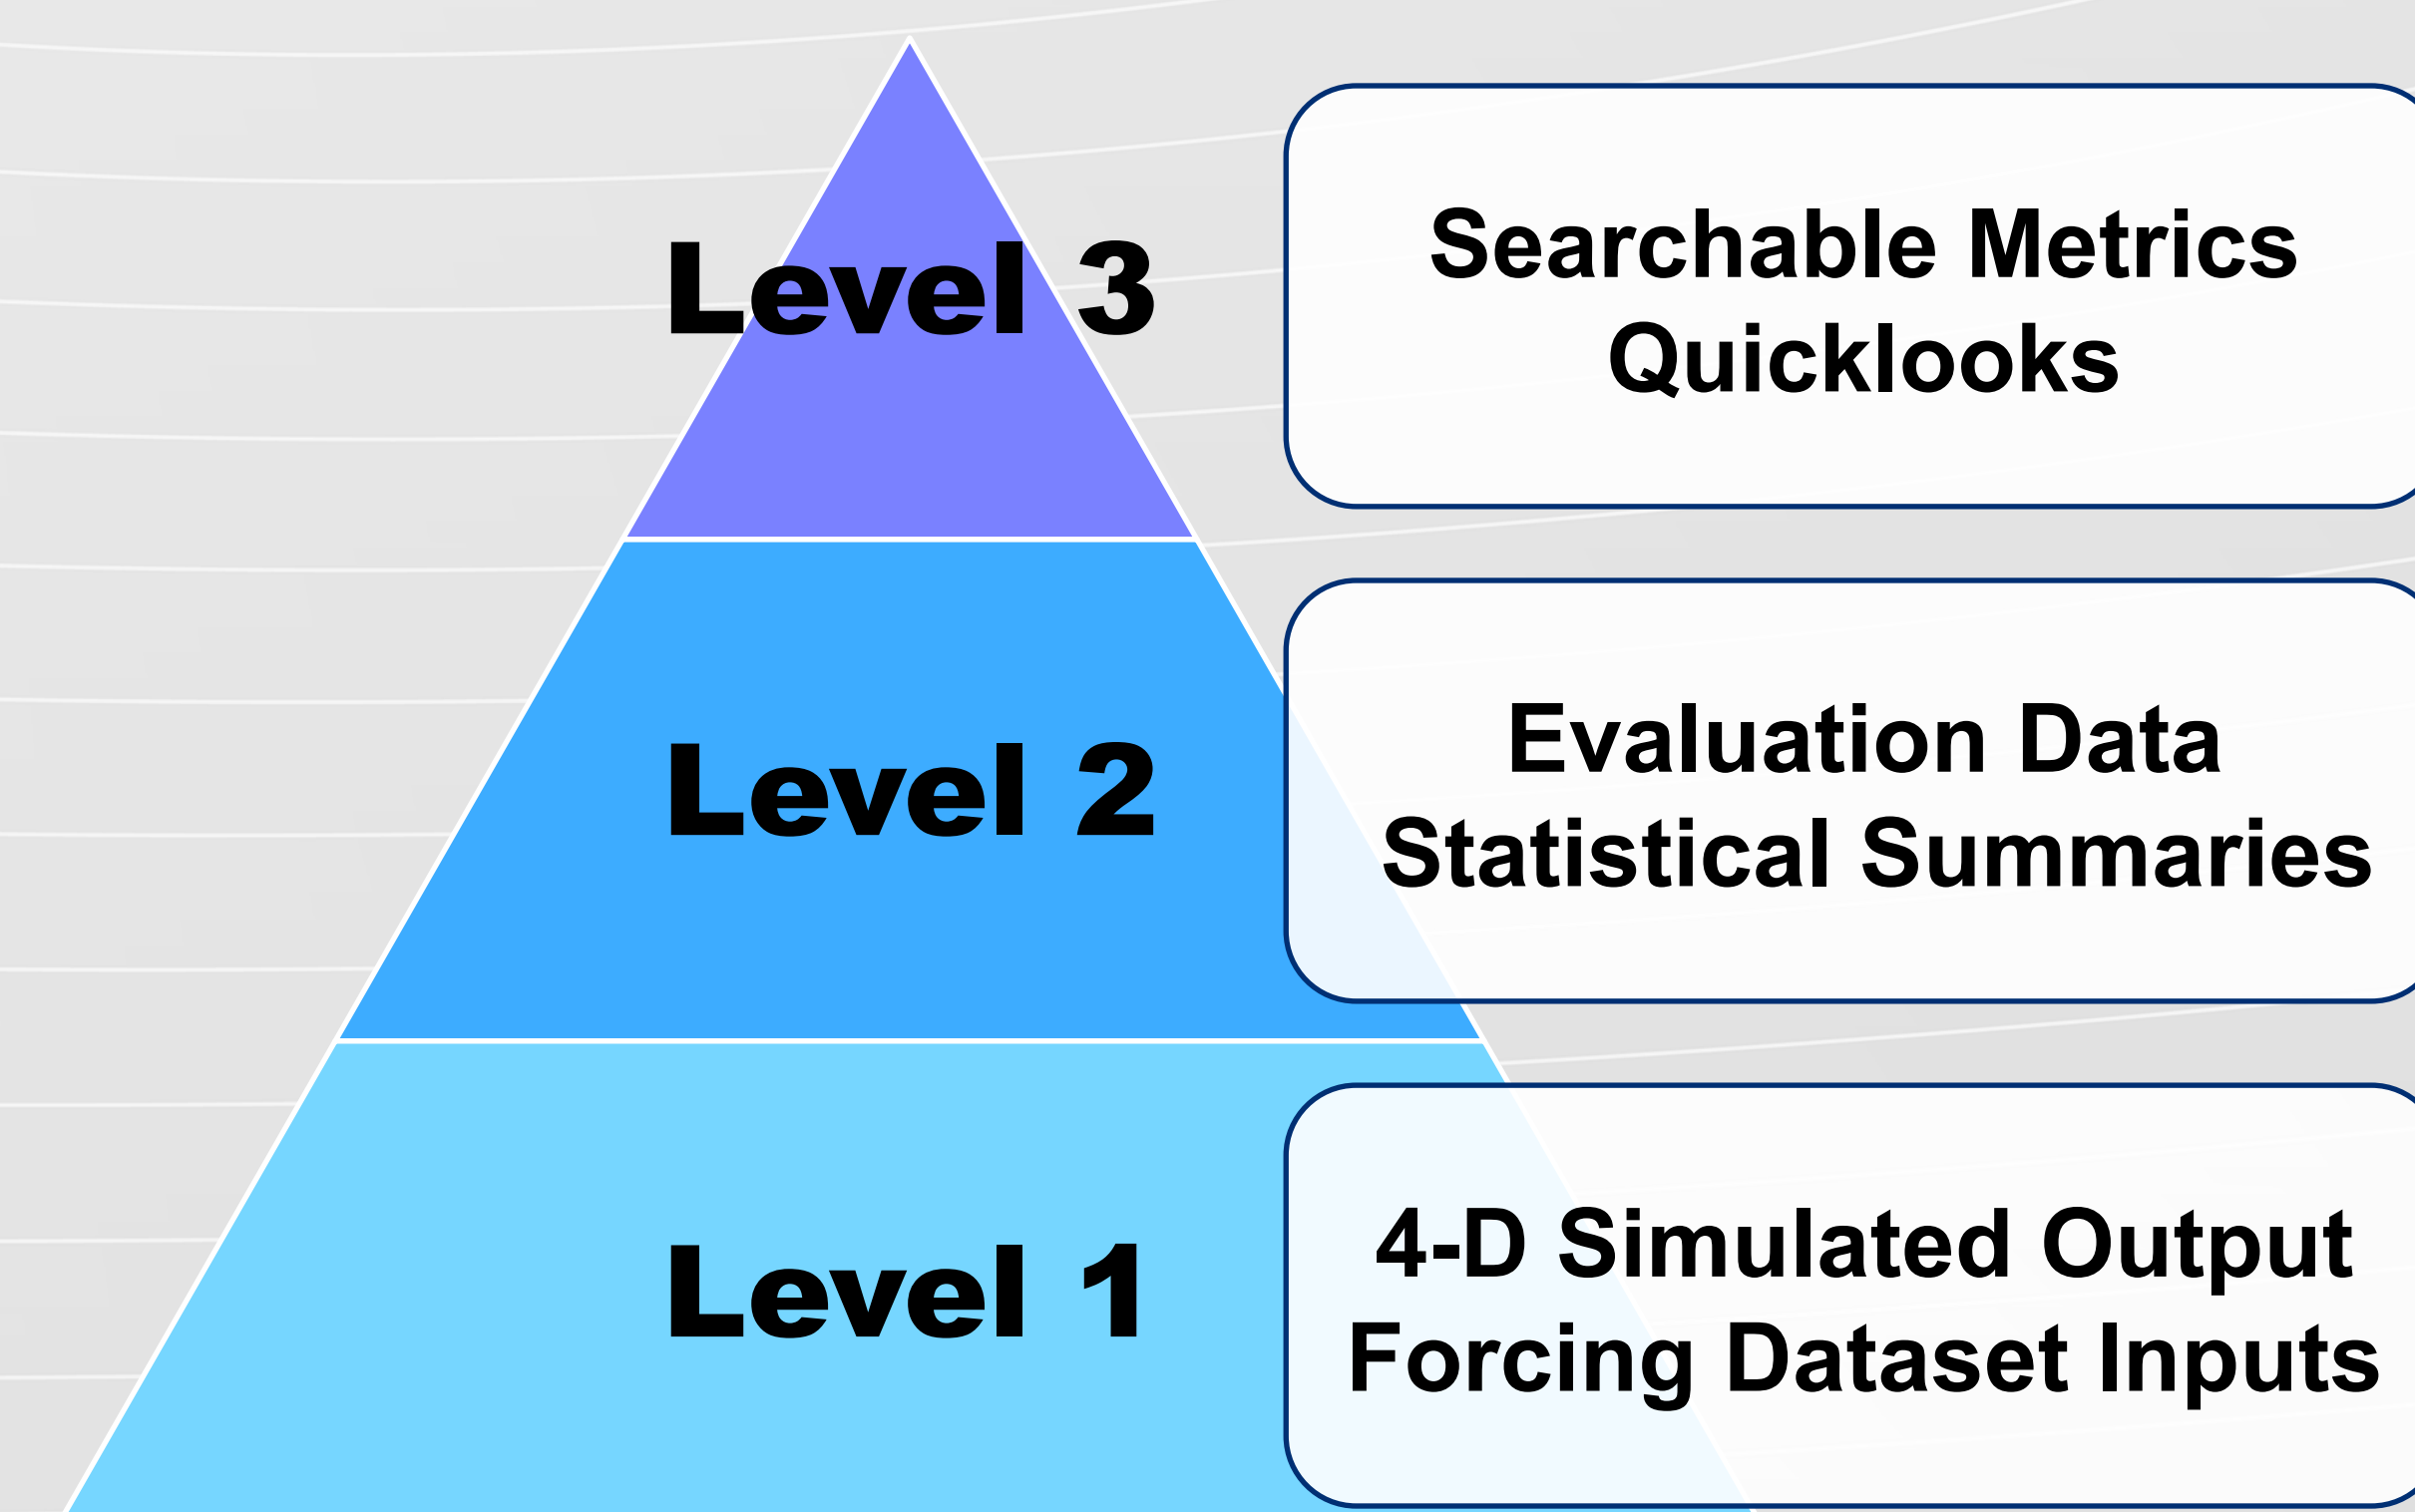 Level 3
Searchable Metrics
Quicklooks
Level 2
Evaluation Data
Statistical Summaries
Level 1
4-D Simulated Output
Forcing Dataset Inputs